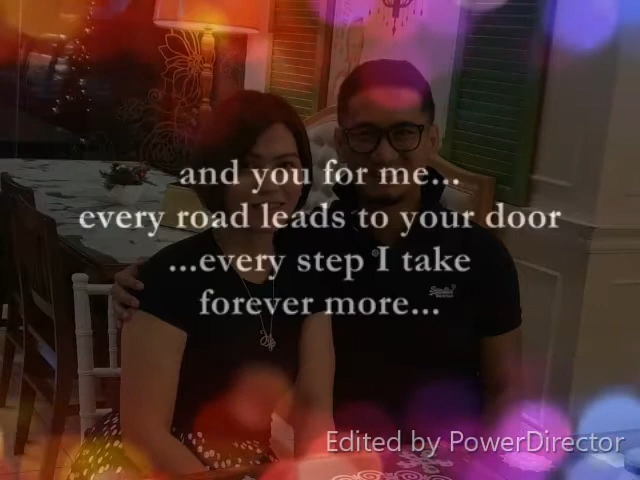 and you for me...
every road leads to your door
...every step I take
forever more...
Edited by PowerDirector